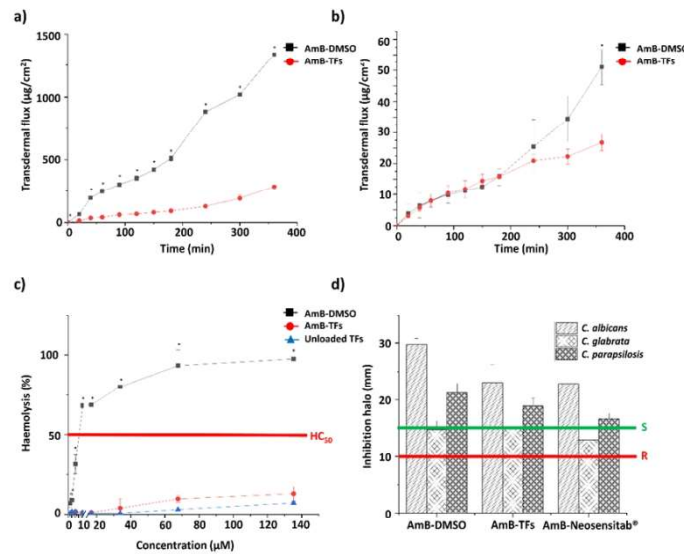 a)
1500
1000
500
0
0
100
200
300
400
Transdermal flux (µg/cm²)
Time (min)
AmB-DMSO
AmB-TFs
b)
60
50
40
30
20
10
0
0
100
200
300
400
Transdermal flux (µg/cm²)
Time (min)
AmB-DMSO
AmB-TFs
c)
100
50
0
0
2
20
40
60
80
100
120
140
Haemolysis (%)
Concentration (µM)
HC50
AmB-DMSO
AmB-TFs
Unloaded TFs
d)
30
20
10
0
Inhibition halo (mm)
C. albicans
C. glabrata
C. parapsilosis
S
R
AmB-DMSO
AmB-TFs
AmB-Neosensitab®